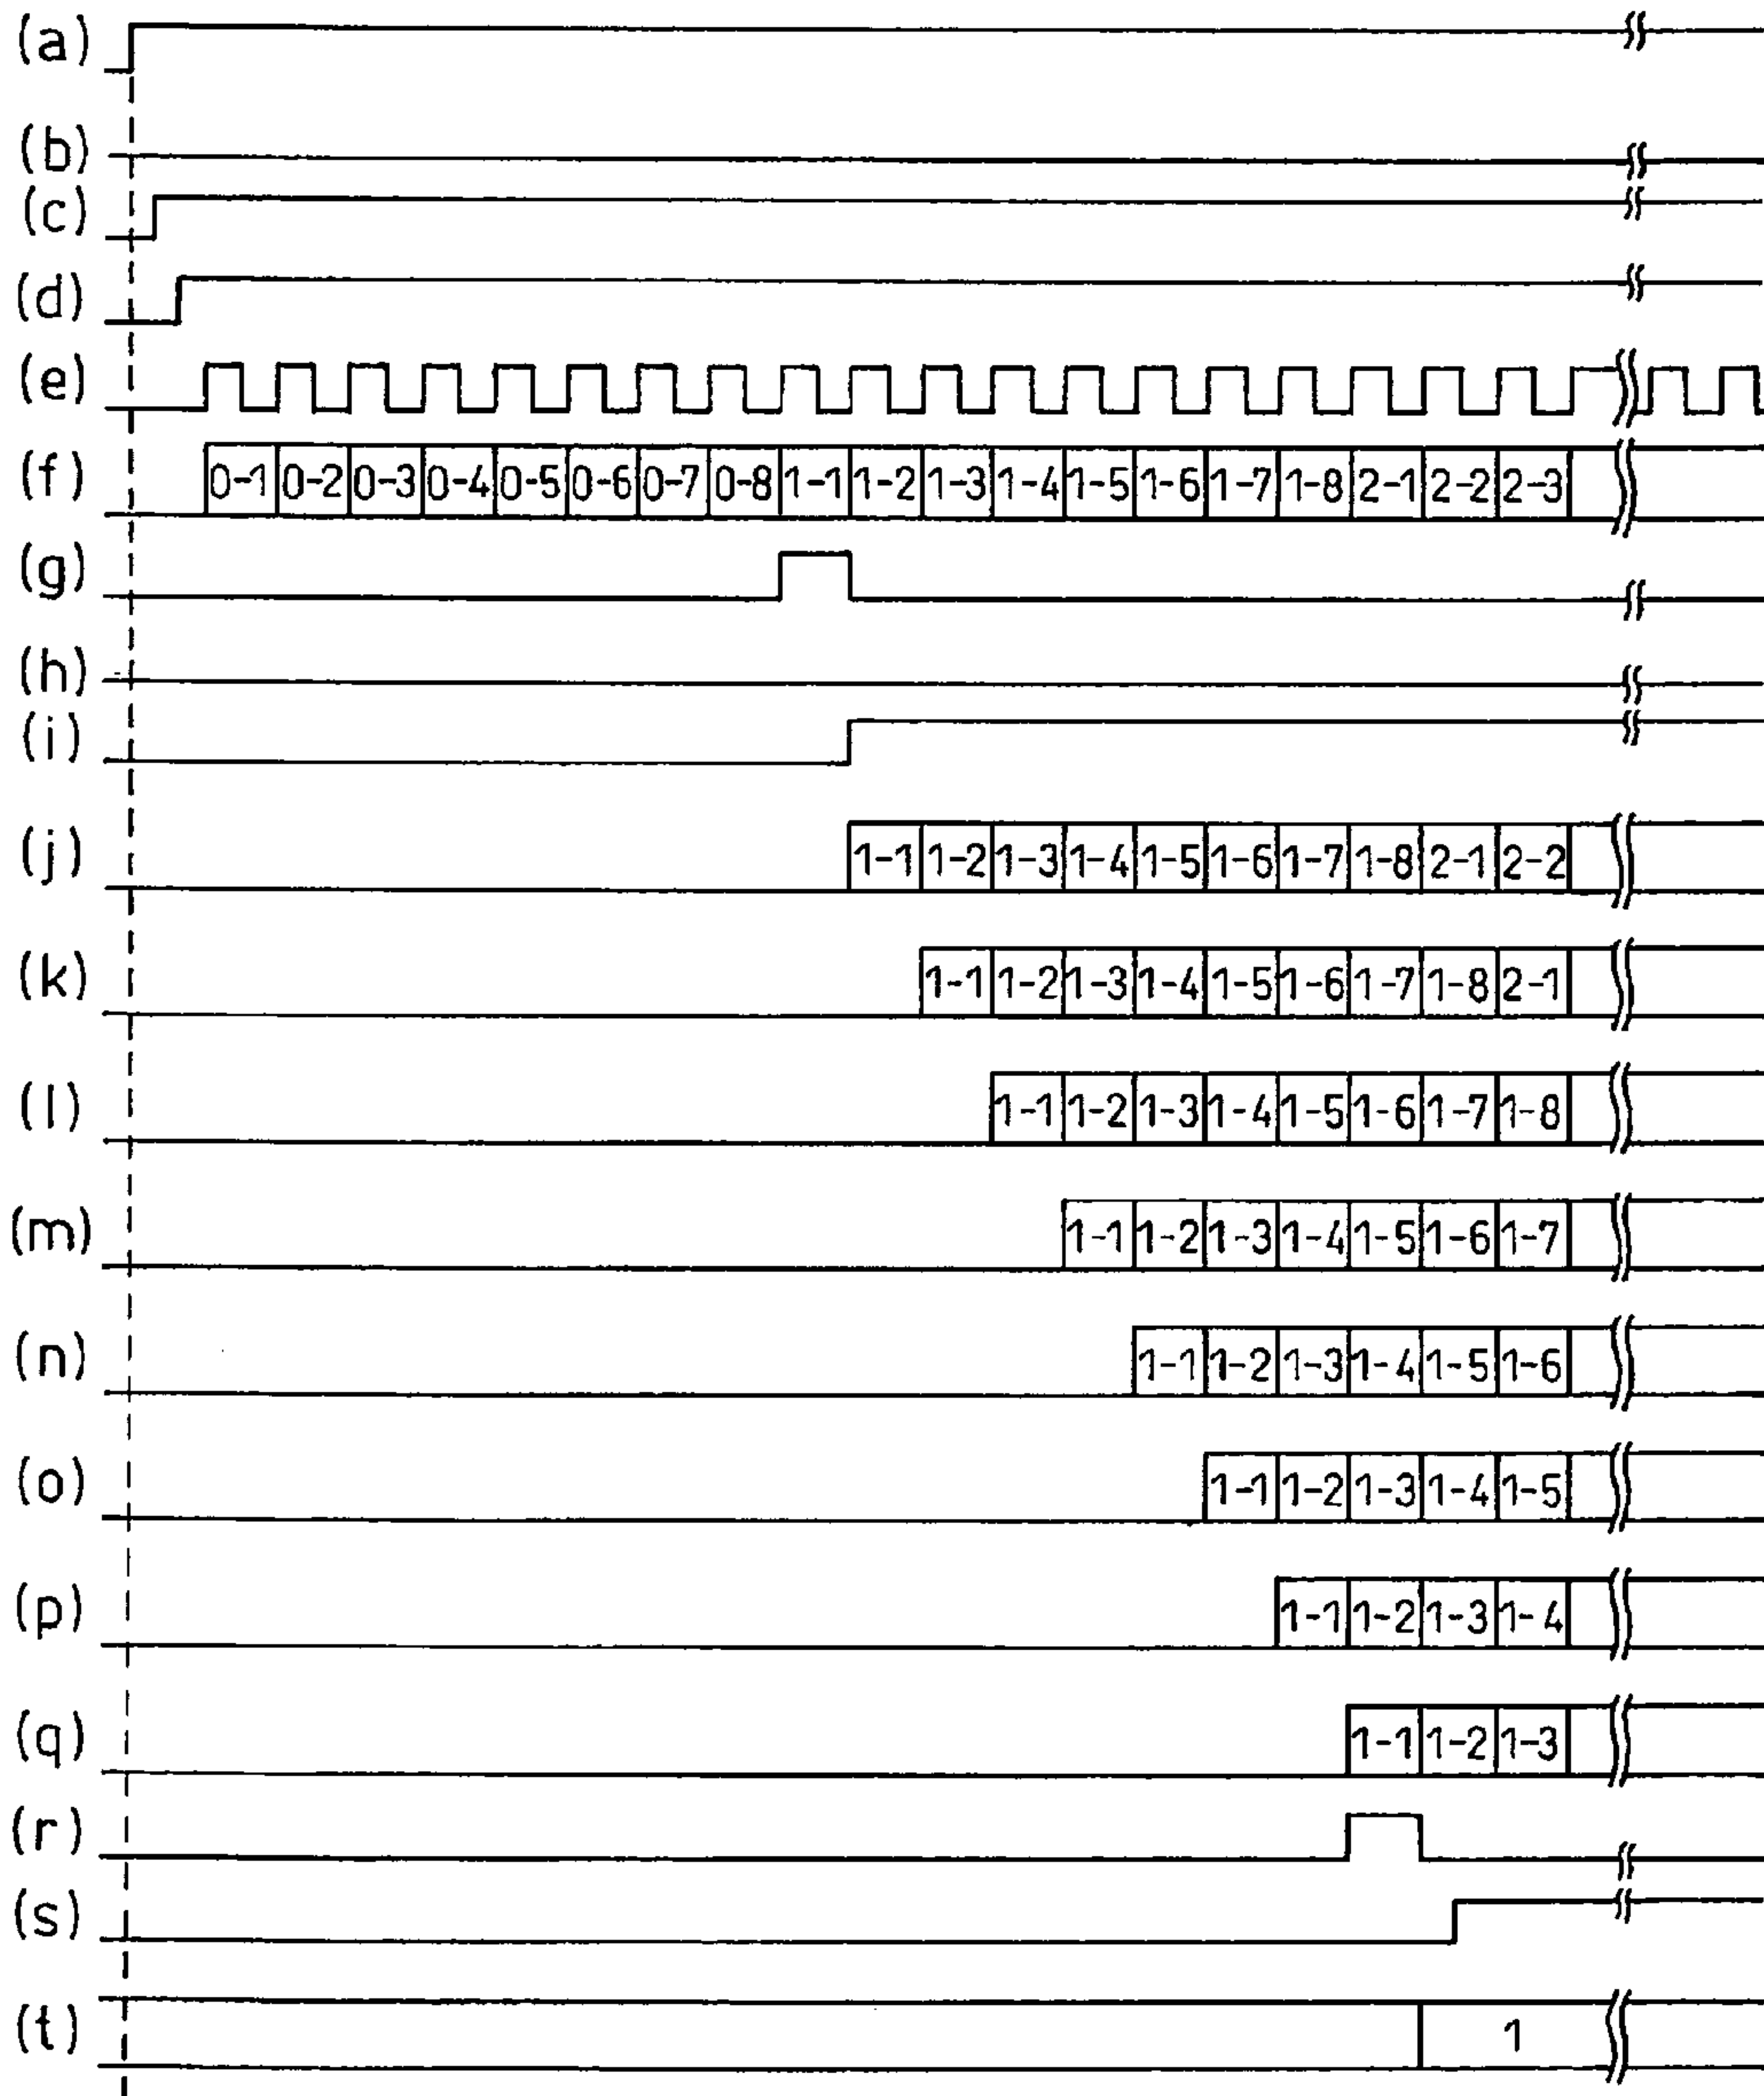 (a)
(b)
(c)
(d)
(e)
(f) 0-1 0-2 0-3 0-4 0-5 0-6 0-7 0-8 1-1 1-2 1-3 1-4 1-5 1-6 1-7 1-8 2-1 2-2 2-3
(g)
(h)
(i)
(j) 1-1 1-2 1-3 1-4 1-5 1-6 1-7 1-8 2-1 2-2
(k) 1-1 1-2 1-3 1-4 1-5 1-6 1-7 1-8 2-1
(l) 1-1 1-2 1-3 1-4 1-5 1-6 1-7 1-8
(m) 1-1 1-2 1-3 1-4 1-5 1-6 1-7
(n) 1-1 1-2 1-3 1-4 1-5 1-6
(o) 1-1 1-2 1-3 1-4 1-5
(p) 1-1 1-2 1-3 1-4
(q) 1-1 1-2 1-3
(r)
(s)
(t) 1